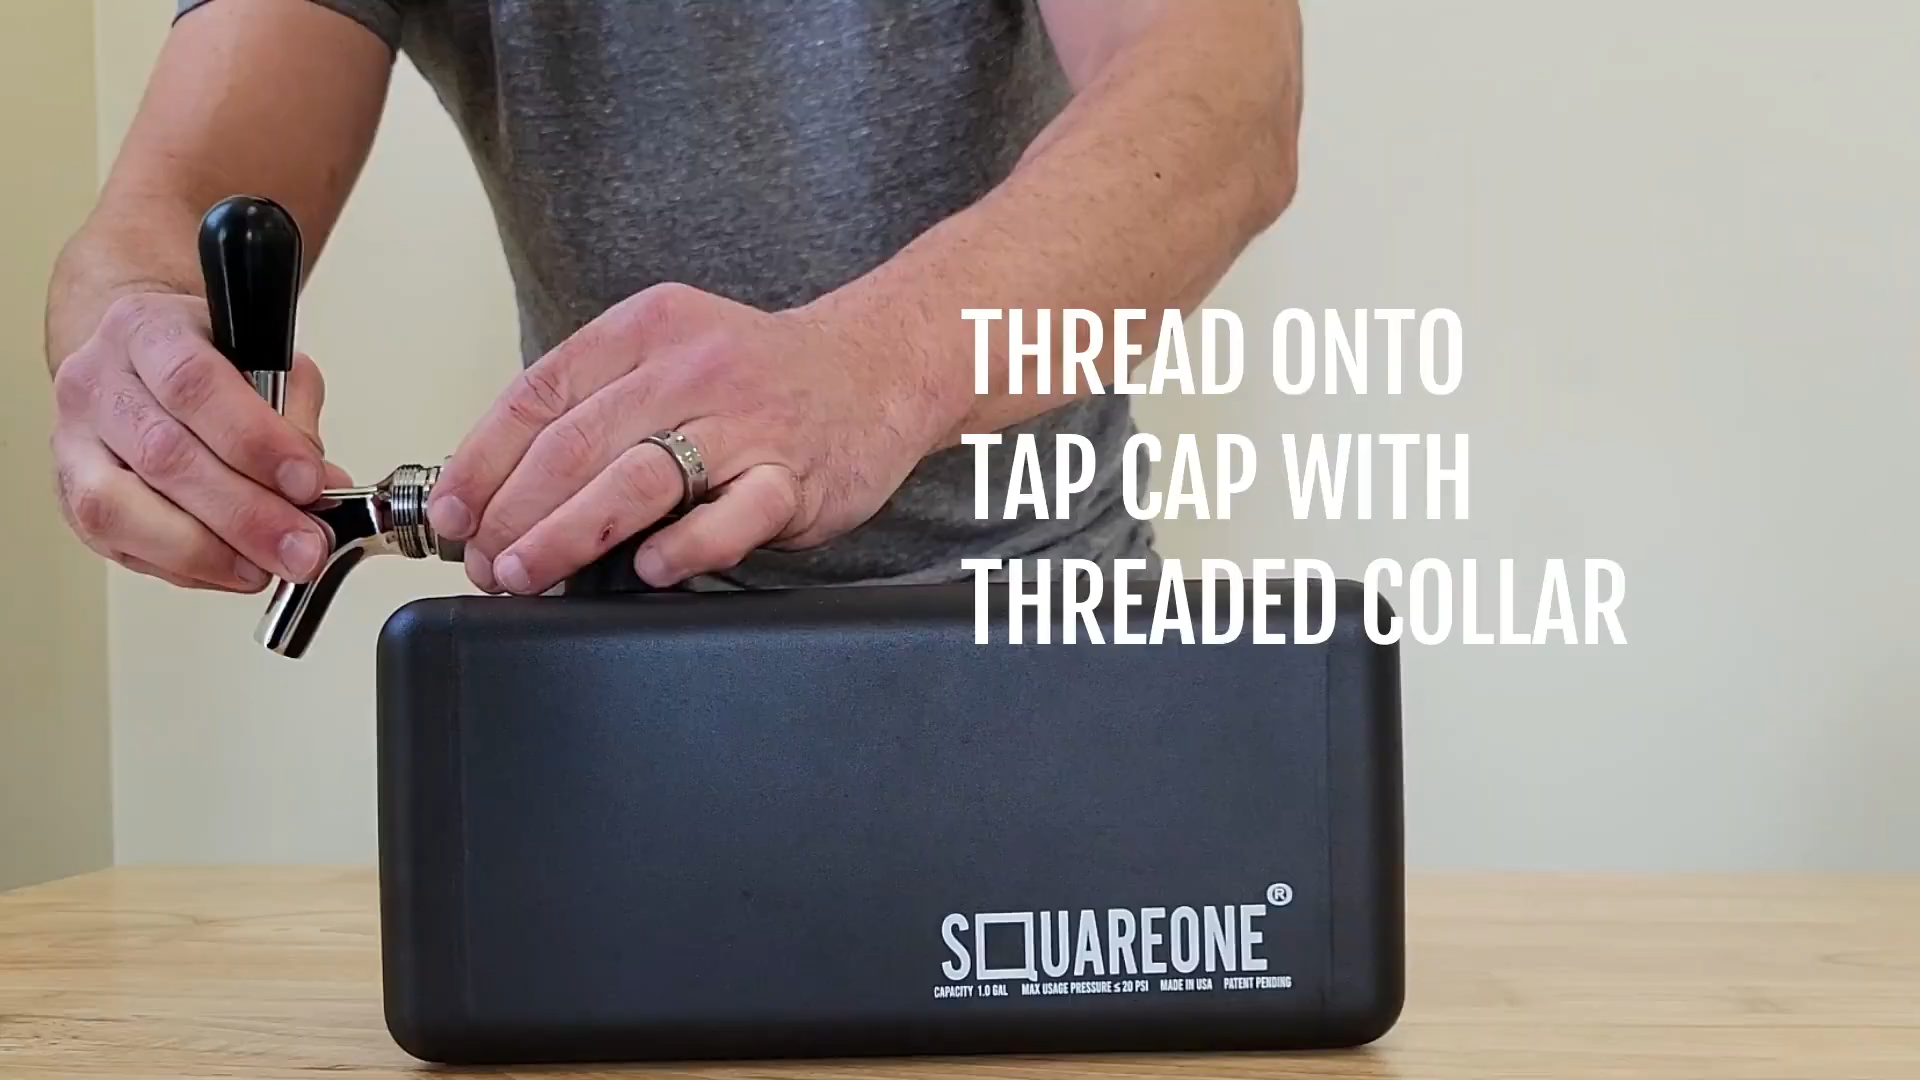 THREAD ONTO
TAP CAP WITH
THREADED COLLAR
SQUAREONE®
CAPACITY 1.0 GAL MAX USAGE PRESSURE ≤ 20 PSI MADE IN USA PATENT PENDING